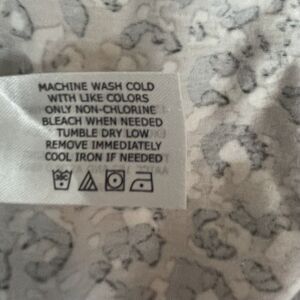 MACHINE WASH COLD
WITH LIKE COLORS
ONLY NON-CHLORINE
BLEACH WHEN NEEDED
TUMBLE DRY LOW
REMOVE IMMEDIATELY
COOL IRON IF NEEDED